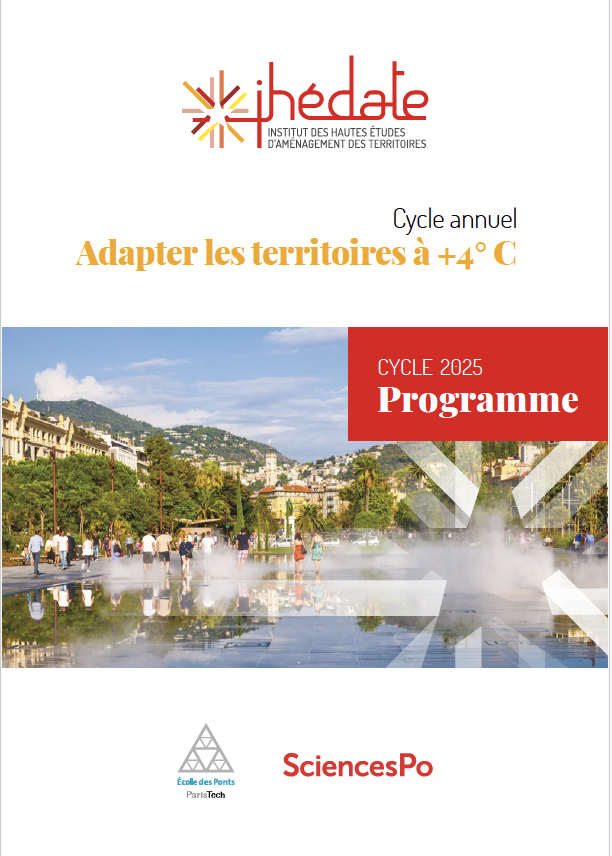 ihédate
INSTITUT DES HAUTES ÉTUDES
D'AMÉNAGEMENT DES TERRITOIRES
Cycle annuel
Adapter les territoires à +4° C
CYCLE 2025
Programme
École des Ponts
ParisTech
SciencesPo